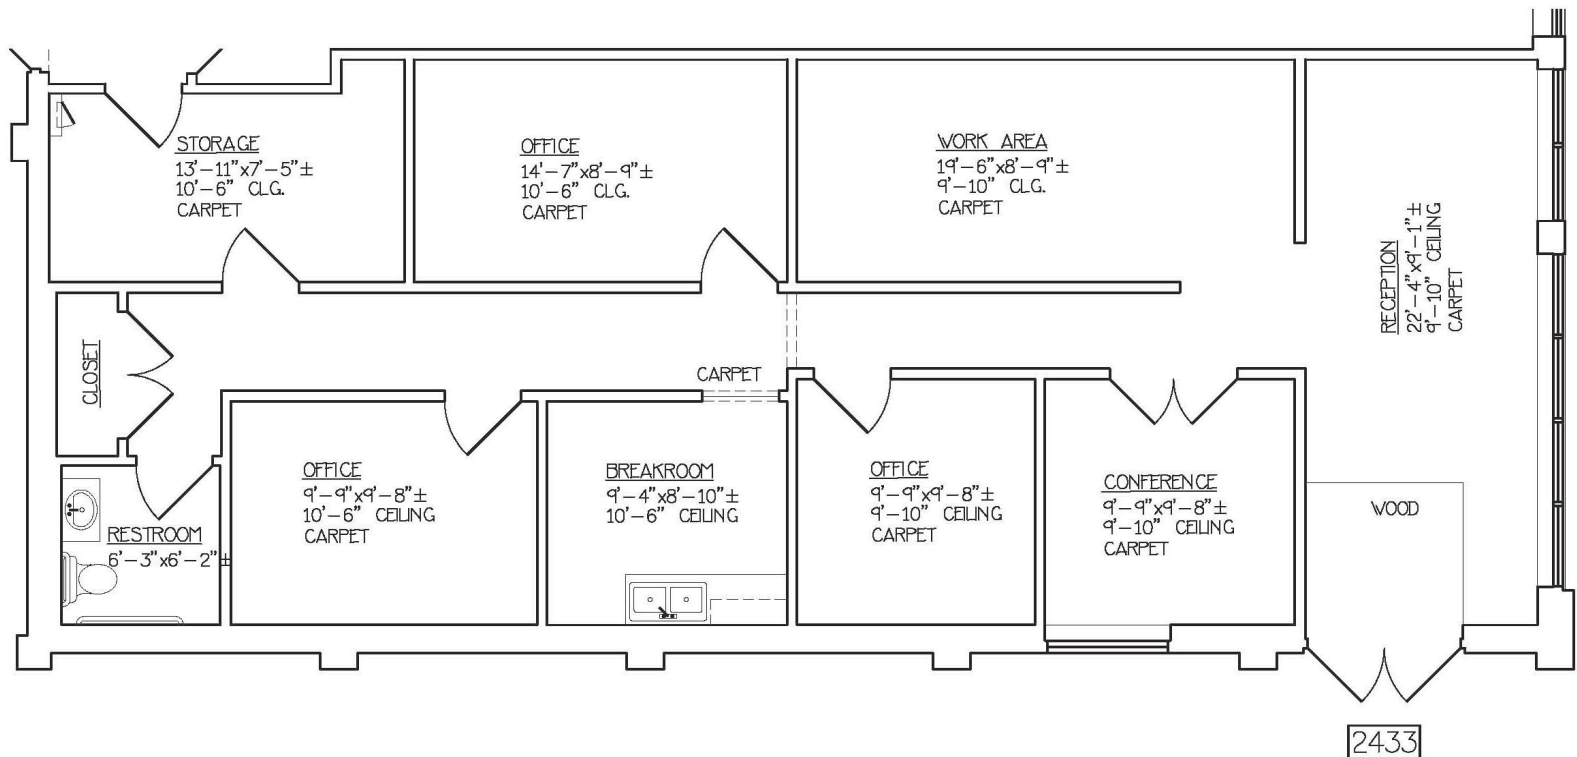 STORAGE
13'-11"x7'-5"±
10'-6" CLG.
CARPET
OFFICE
14'-7"x8'-9"±
10'-6" CLG.
CARPET
WORK AREA
19'-6"x8'-9"±
9'-10" CLG.
CARPET
RECEPTION
22'-4"x9'-1"±
9'-10" CEILING
CARPET
CLOSET
CARPET
RESTROOM
6'-3"x6'-2"±
OFFICE
9'-9"x9'-8"±
10'-6" CEILING
CARPET
BREAKROOM
9'-4"x8'-10"±
10'-6" CEILING
OFFICE
9'-9"x9'-8"±
9'-10" CEILING
CARPET
CONFERENCE
9'-9"x9'-8"±
9'-10" CEILING
CARPET
WOOD
2433